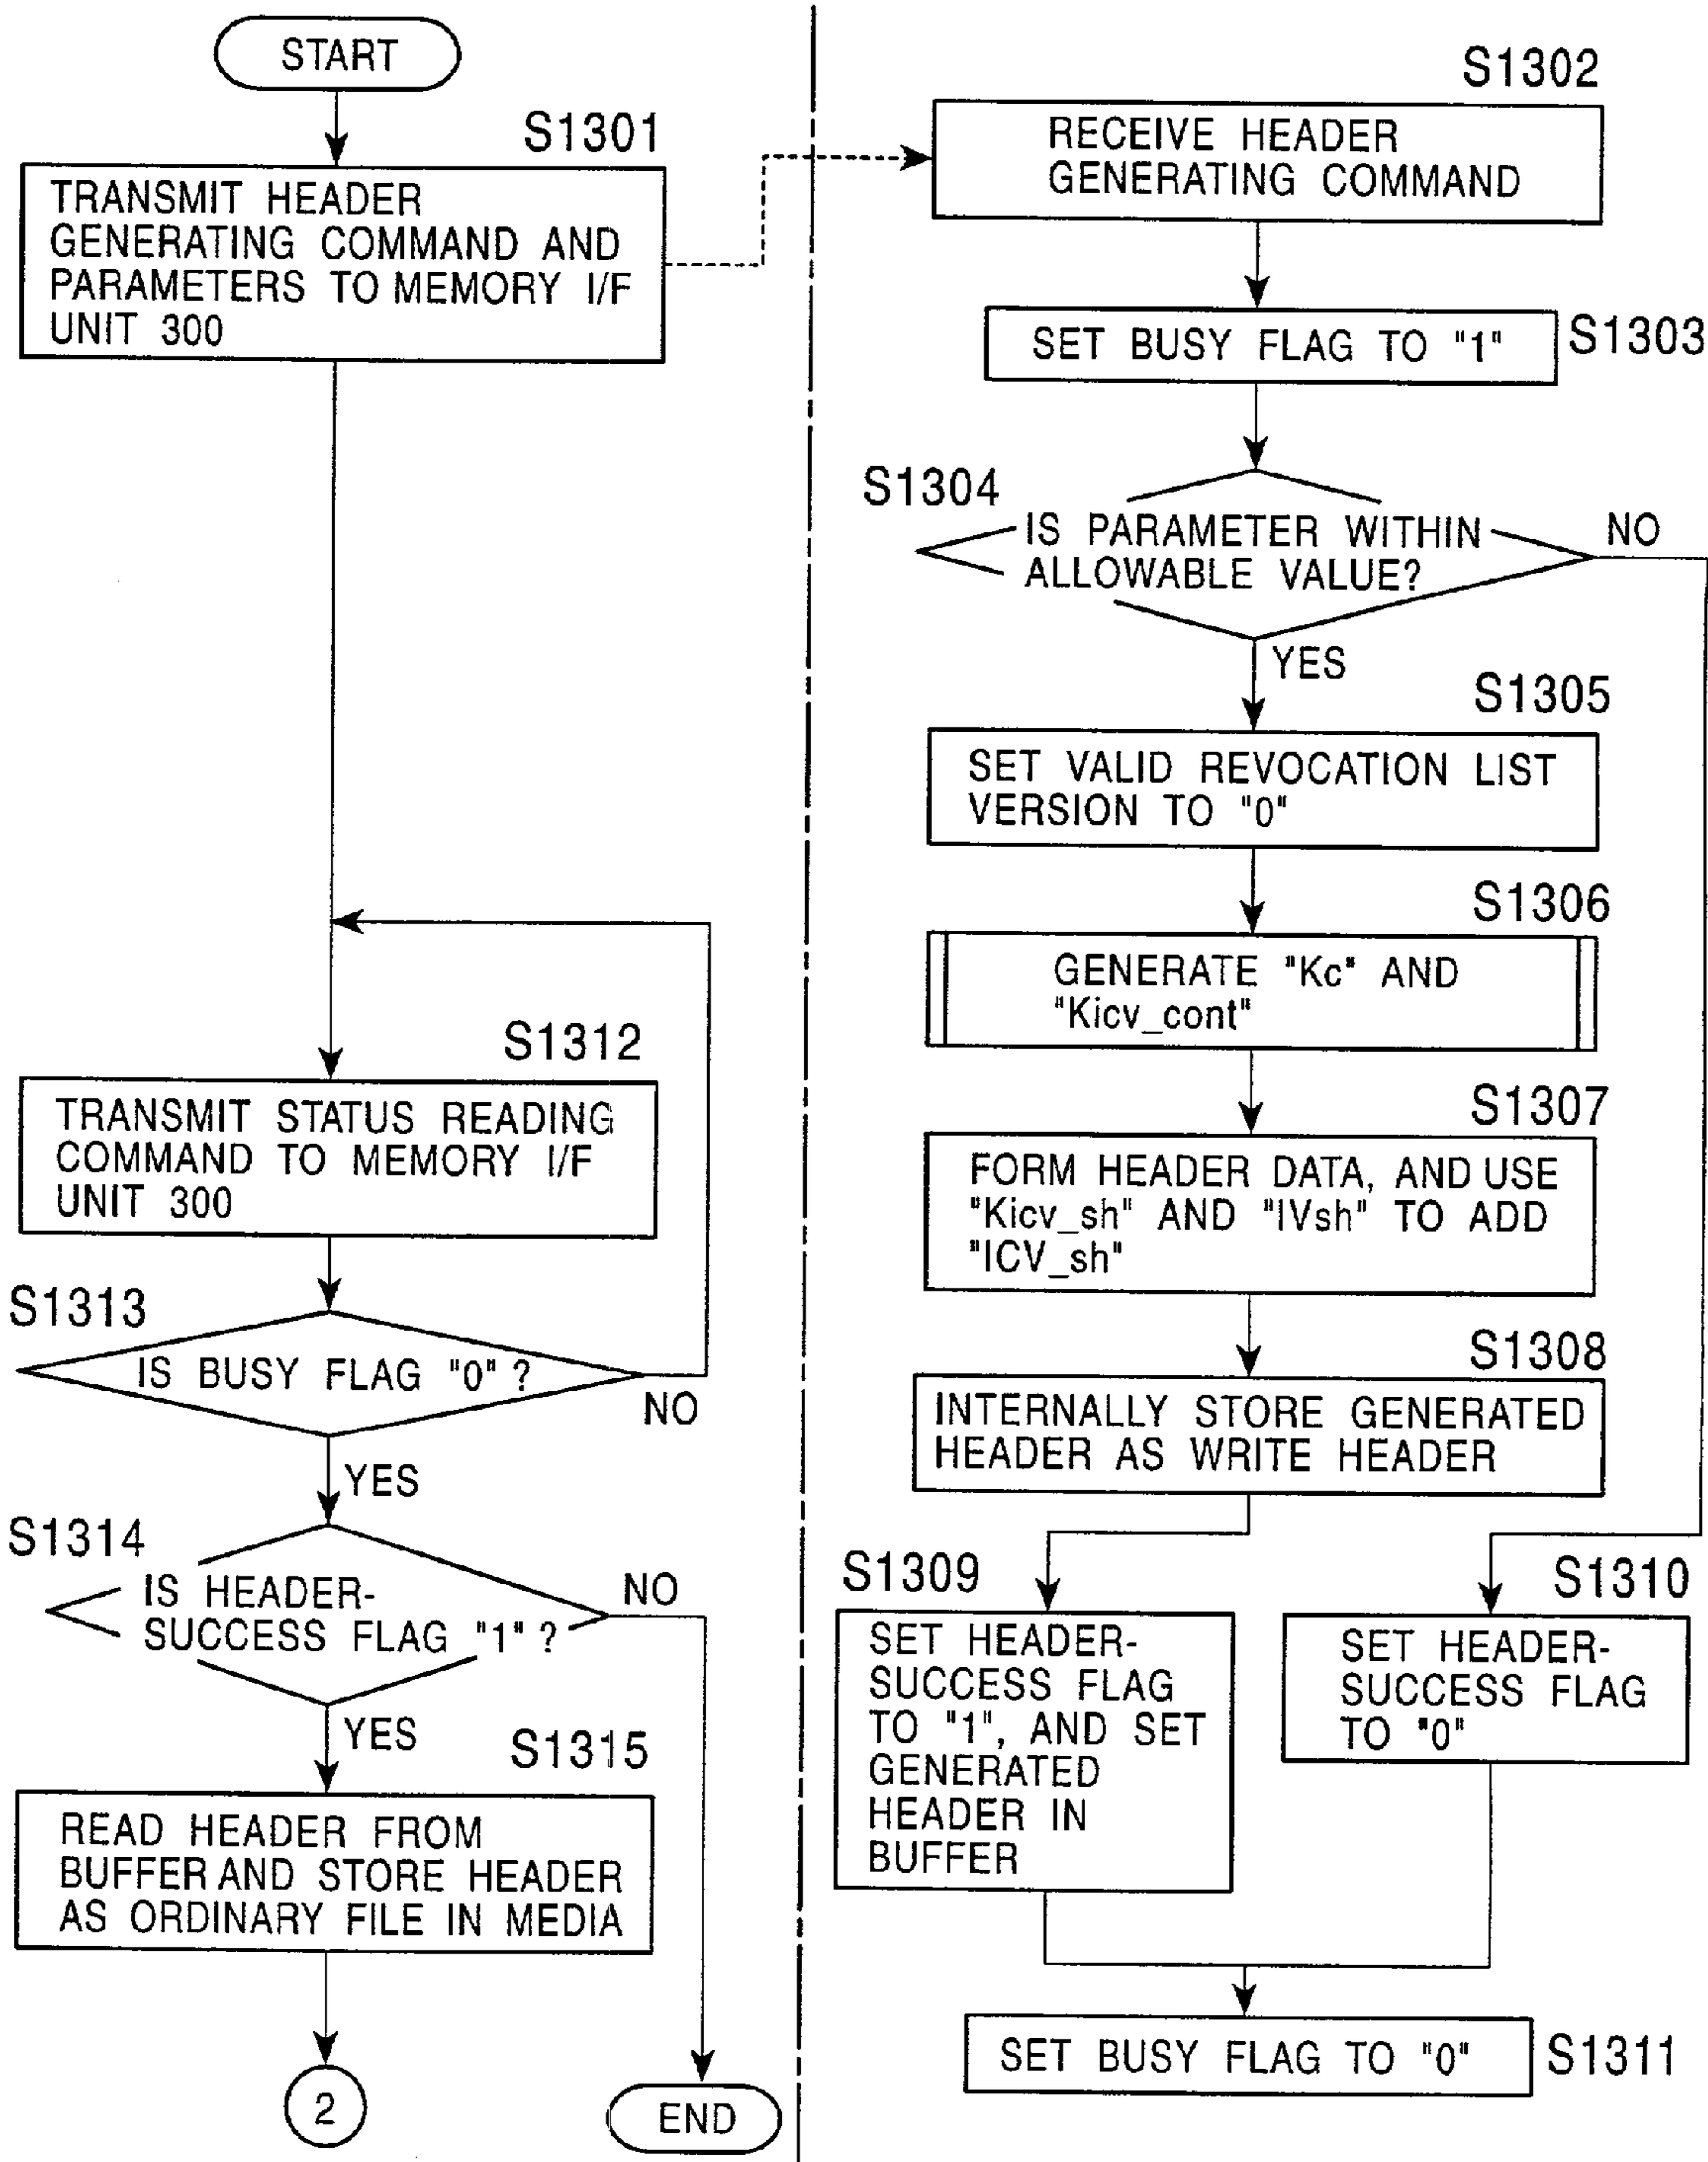 START
S1301
TRANSMIT HEADER
GENERATING COMMAND AND
PARAMETERS TO MEMORY I/F
UNIT 300
S1312
TRANSMIT STATUS READING
COMMAND TO MEMORY I/F
UNIT 300
S1313
IS BUSY FLAG "0" ?
NO
YES
S1314
IS HEADER-
SUCCESS FLAG "1" ?
NO
YES
S1315
READ HEADER FROM
BUFFER AND STORE HEADER
AS ORDINARY FILE IN MEDIA
2
END
S1302
RECEIVE HEADER
GENERATING COMMAND
S1303
SET BUSY FLAG TO "1"
S1304
IS PARAMETER WITHIN
ALLOWABLE VALUE?
NO
YES
S1305
SET VALID REVOCATION LIST
VERSION TO "0"
S1306
GENERATE "Kc" AND
"Kicv_cont"
S1307
FORM HEADER DATA, AND USE
"Kicv_sh" AND "IVsh" TO ADD
"ICV_sh"
S1308
INTERNALLY STORE GENERATED
HEADER AS WRITE HEADER
S1309
SET HEADER-
SUCCESS FLAG
TO "1", AND SET
GENERATED
HEADER IN
BUFFER
S1310
SET HEADER-
SUCCESS FLAG
TO "0"
S1311
SET BUSY FLAG TO "0"